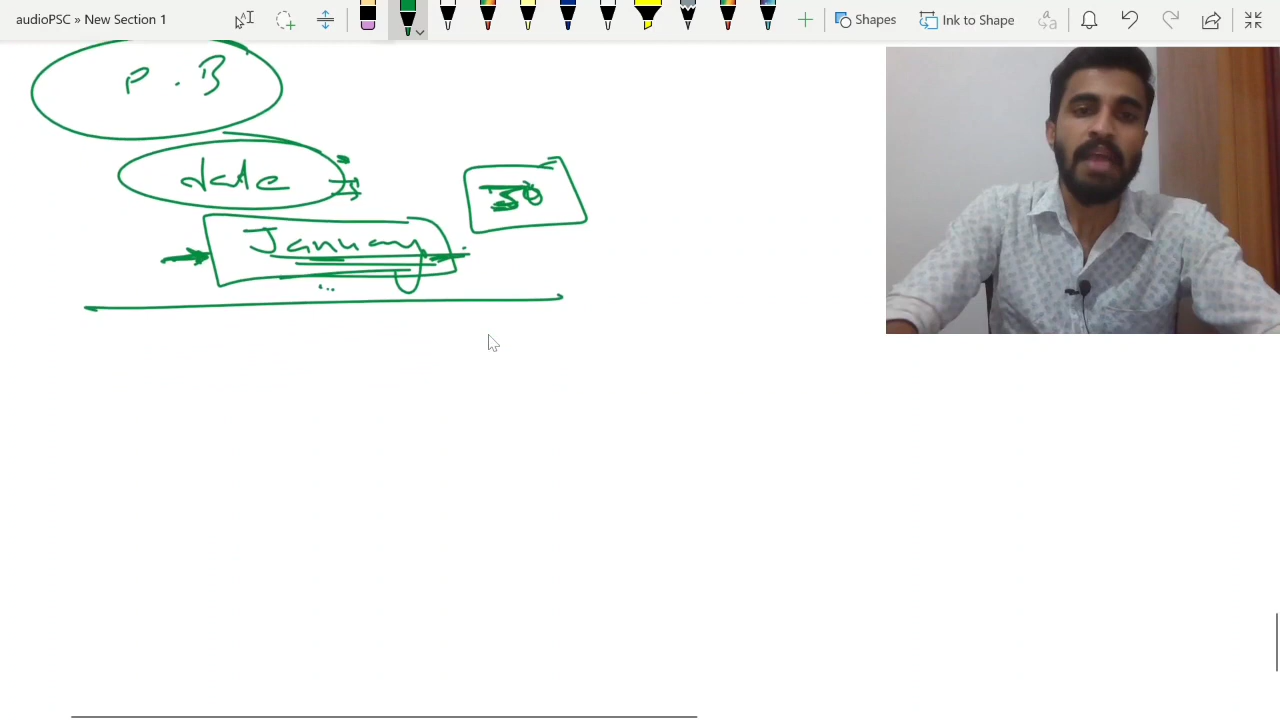 audioPSC » New Section 1
Shapes
Ink to Shape
P . B
date
30
January